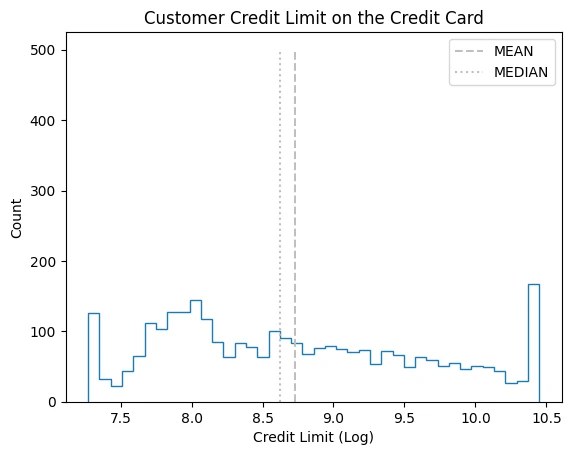 Customer Credit Limit on the Credit Card
MEAN
MEDIAN
500
400
300
200
100
0
Count
7.5 8.0 8.5 9.0 9.5 10.0 10.5
Credit Limit (Log)